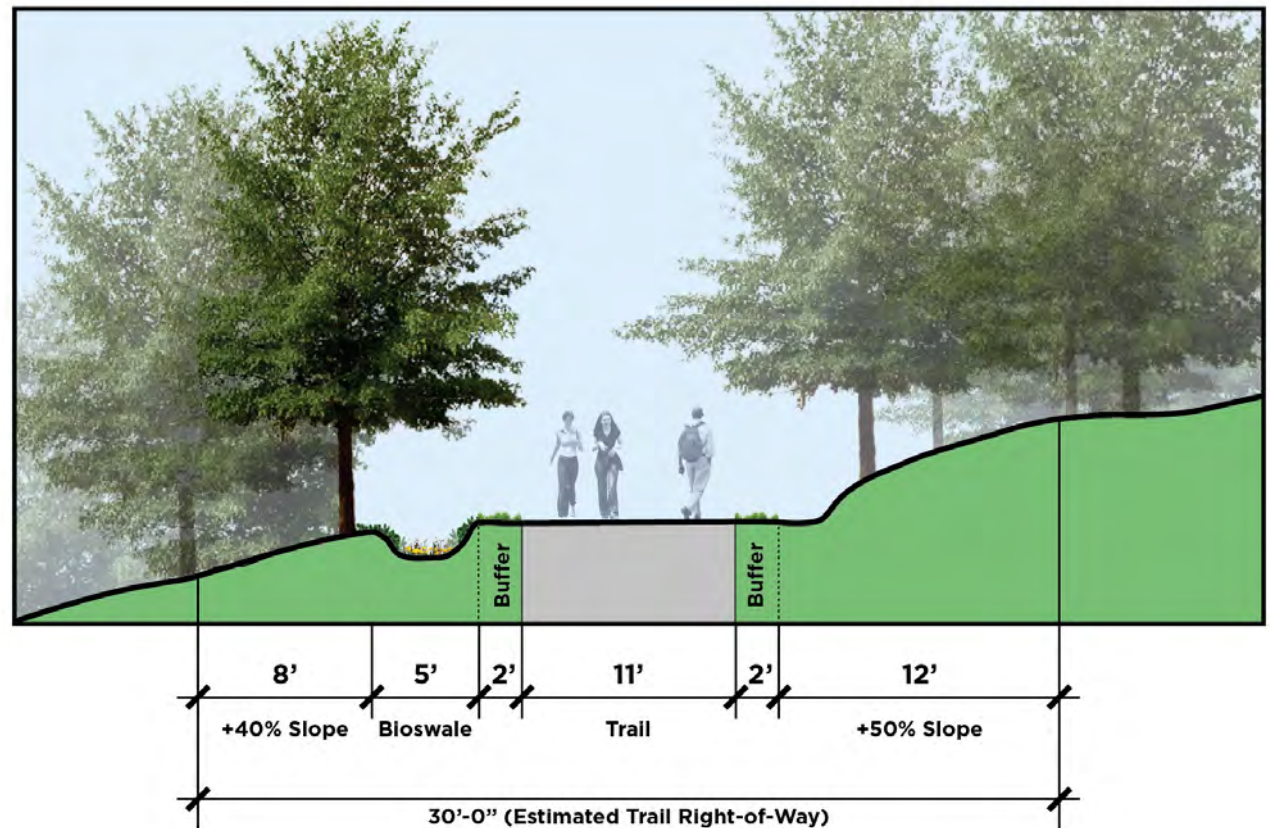 Buffer
Buffer
8’ 5’ 2’ 11’ 2’ 12’
+40% Slope Bioswale Trail +50% Slope
30’-0” (Estimated Trail Right-of-Way)